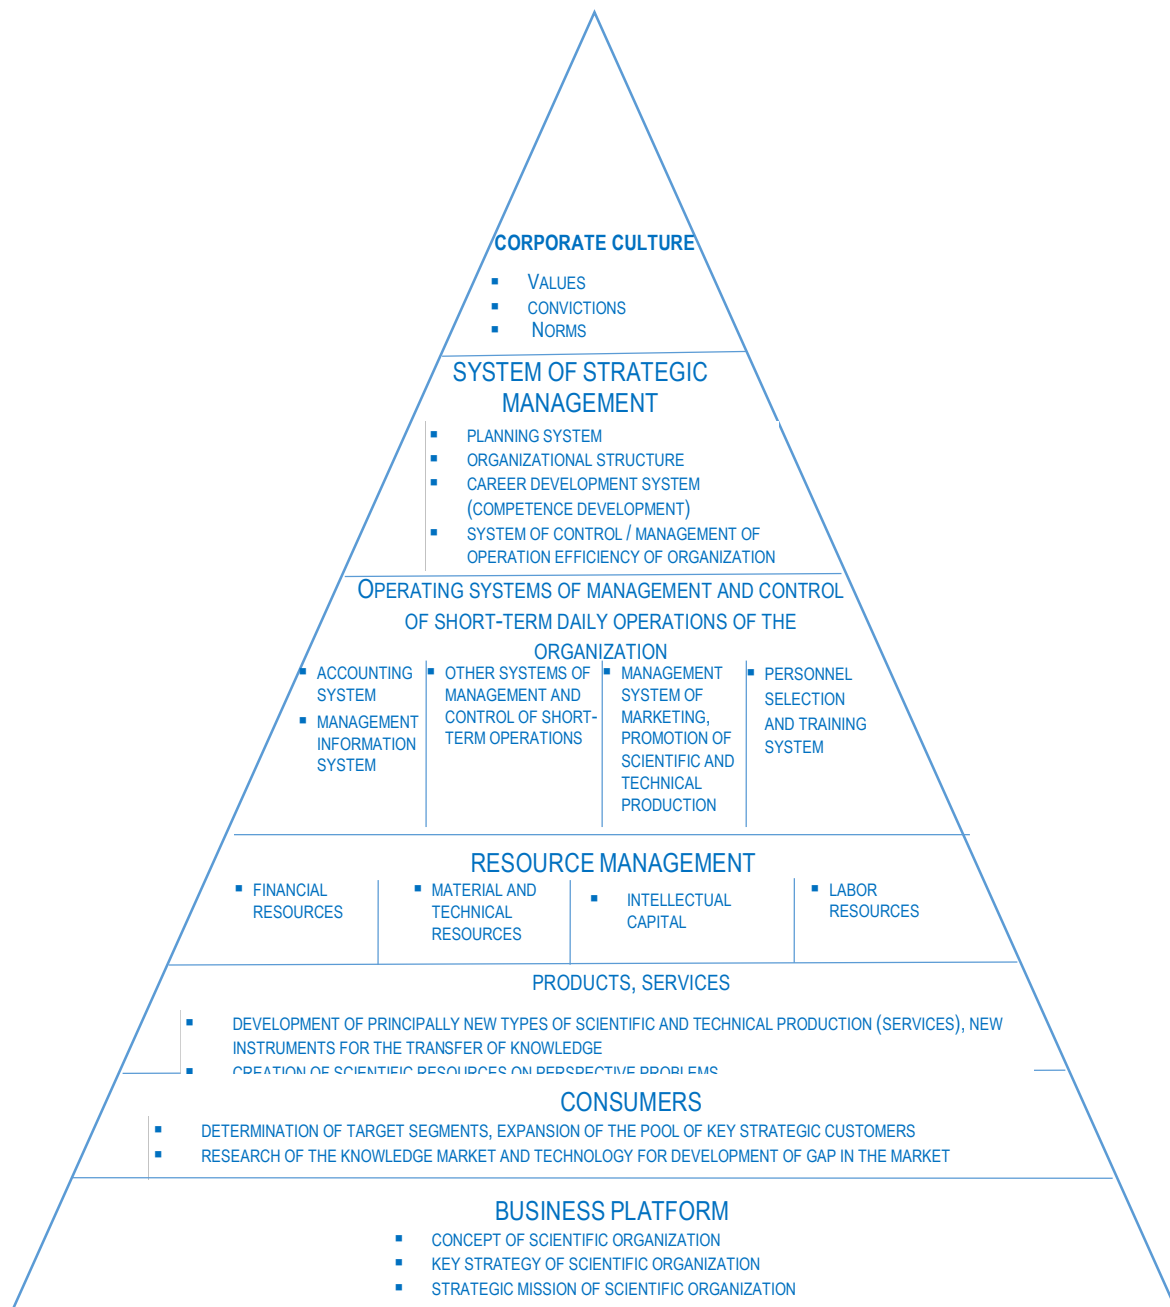 CORPORATE CULTURE
▪ VALUES
▪ CONVICTIONS
▪ NORMS
SYSTEM OF STRATEGIC
MANAGEMENT
▪ PLANNING SYSTEM
▪ ORGANIZATIONAL STRUCTURE
▪ CAREER DEVELOPMENT SYSTEM
(COMPETENCE DEVELOPMENT)
▪ SYSTEM OF CONTROL / MANAGEMENT OF
OPERATION EFFICIENCY OF ORGANIZATION
OPERATING SYSTEMS OF MANAGEMENT AND CONTROL
OF SHORT-TERM DAILY OPERATIONS OF THE
ORGANIZATION
▪ ACCOUNTING
SYSTEM
▪ MANAGEMENT
INFORMATION
SYSTEM
▪ OTHER SYSTEMS OF
MANAGEMENT AND
CONTROL OF SHORT-
TERM OPERATIONS
▪ MANAGEMENT
SYSTEM OF
MARKETING,
PROMOTION OF
SCIENTIFIC AND
TECHNICAL
PRODUCTION
▪ PERSONNEL
SELECTION
AND TRAINING
SYSTEM
RESOURCE MANAGEMENT
▪ FINANCIAL
RESOURCES
▪ MATERIAL AND
TECHNICAL
RESOURCES
▪ INTELLECTUAL
CAPITAL
▪ LABOR
RESOURCES
PRODUCTS, SERVICES
▪ DEVELOPMENT OF PRINCIPALLY NEW TYPES OF SCIENTIFIC AND TECHNICAL PRODUCTION (SERVICES), NEW
INSTRUMENTS FOR THE TRANSFER OF KNOWLEDGE
▪ CREATION OF SCIENTIFIC RESOURCES ON PERSPECTIVE PROBLEMS
CONSUMERS
▪ DETERMINATION OF TARGET SEGMENTS, EXPANSION OF THE POOL OF KEY STRATEGIC CUSTOMERS
▪ RESEARCH OF THE KNOWLEDGE MARKET AND TECHNOLOGY FOR DEVELOPMENT OF GAP IN THE MARKET
BUSINESS PLATFORM
▪ CONCEPT OF SCIENTIFIC ORGANIZATION
▪ KEY STRATEGY OF SCIENTIFIC ORGANIZATION
▪ STRATEGIC MISSION OF SCIENTIFIC ORGANIZATION